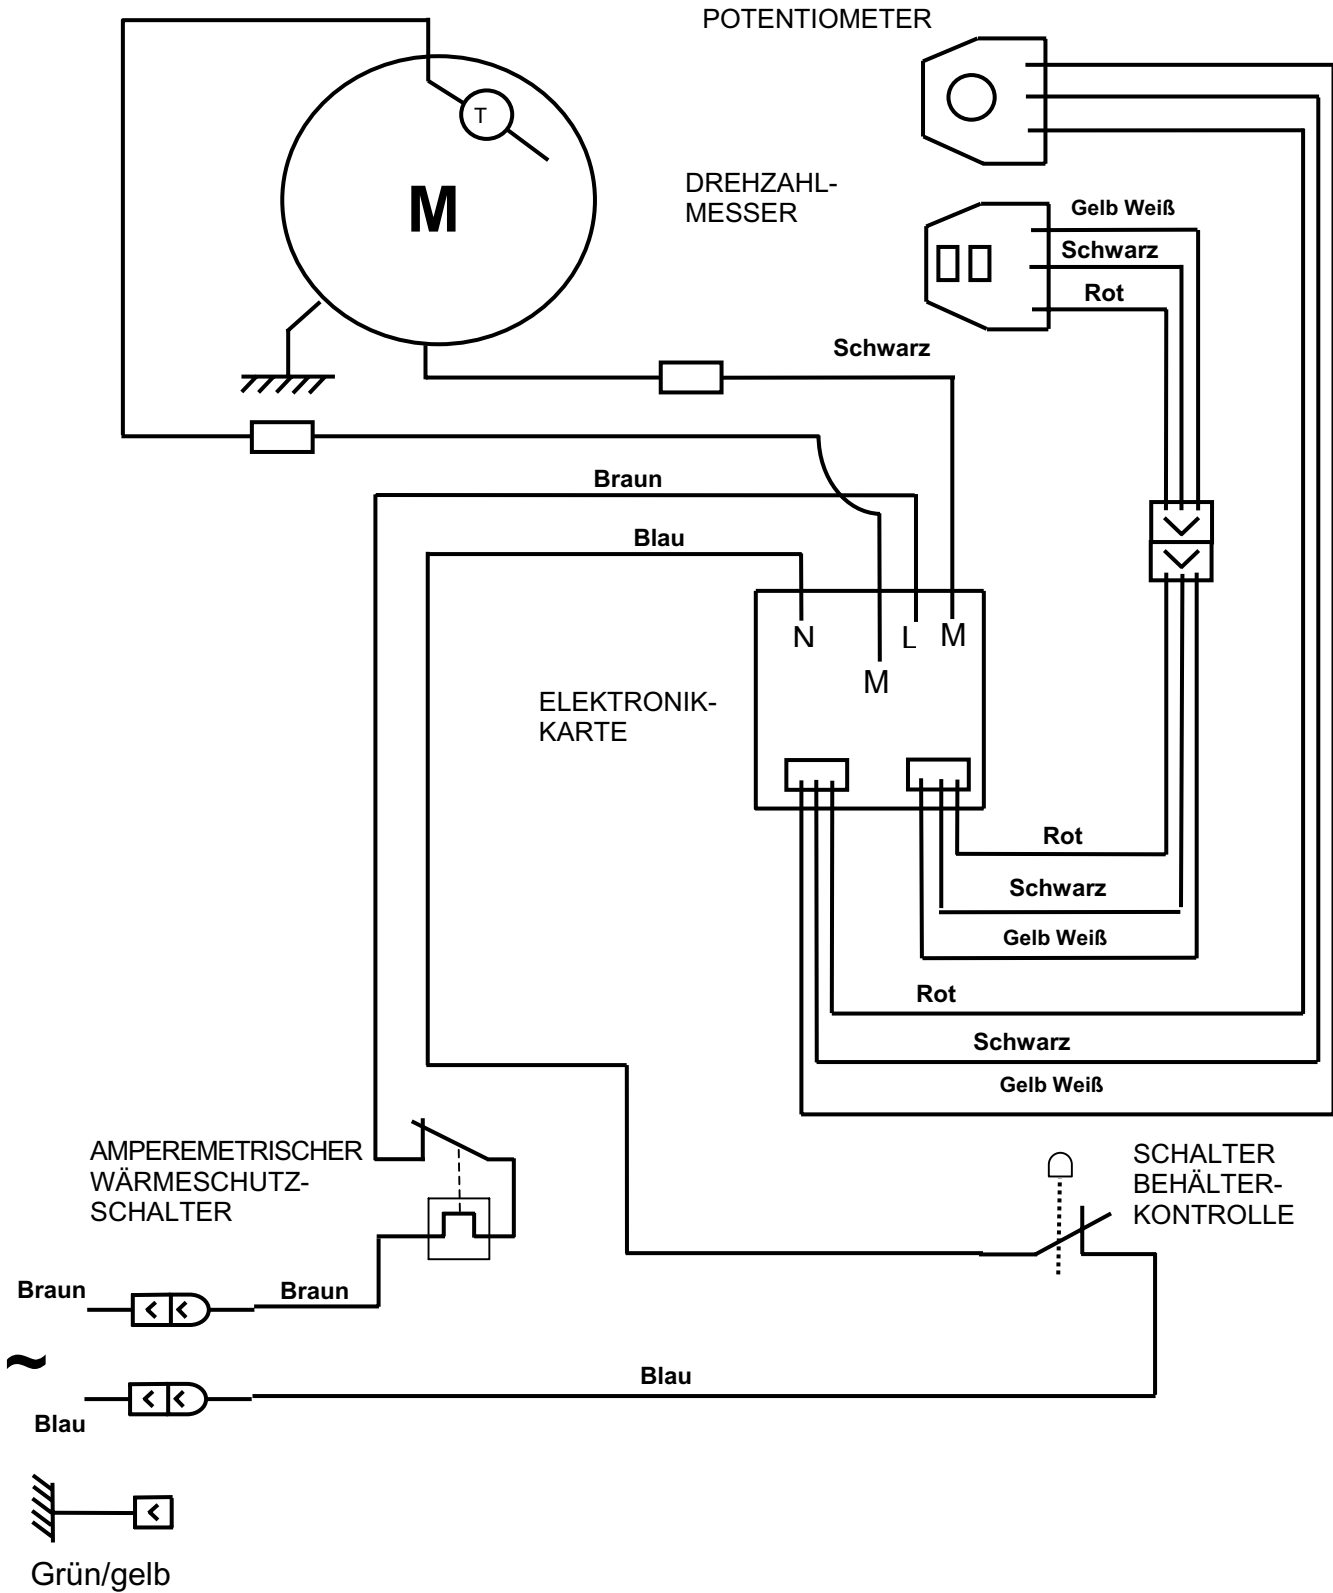 POTENTIOMETER
T
M
DREHZAHL-
MESSER
Gelb Weiß
Schwarz
Rot
Schwarz
Braun
Blau
N
L
M
M
ELEKTRONIK-
KARTE
Rot
Schwarz
Gelb Weiß
Rot
Schwarz
Gelb Weiß
AMPEREMETRISCHER
WÄRMESCHUTZ-
SCHALTER
SCHALTER
BEHÄLTER-
KONTROLLE
Braun
Braun
~
Blau
Blau
Grün/gelb